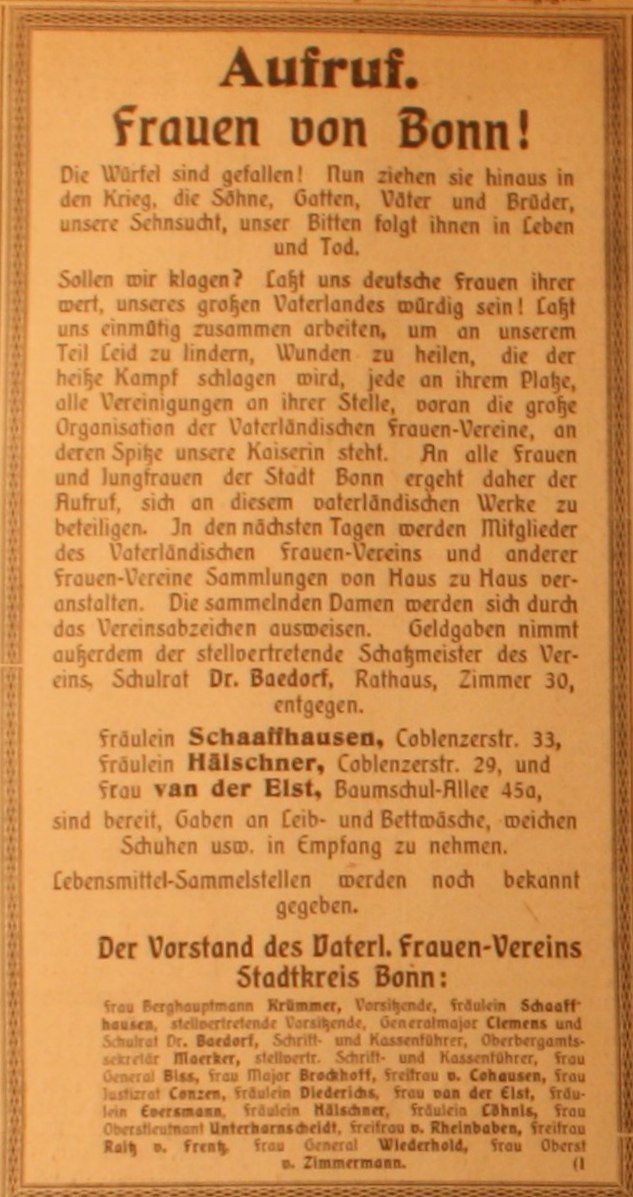 Aufruf.
Frauen von Bonn!
Die Würfel sind gefallen! Nun ziehen sie hinaus in
den Krieg, die Söhne, Gatten, Väter und Brüder,
unsere Sehnsucht, unser Bitten folgt ihnen in Leben
und Tod.
Sollen wir klagen? Laßt uns deutsche Frauen ihrer
wert, unseres großen Vaterlandes würdig sein! Laßt
uns einmütig zusammen arbeiten, um an unserem
Teil Leid zu lindern, Wunden zu heilen, die der
heiße Kampf schlagen wird, jede an ihrem Platze,
alle Vereinigungen an ihrer Stelle, voran die große
Organisation der Vaterländischen Frauen-Vereine, an
deren Spitze unsere Kaiserin steht. An alle Frauen
und Jungfrauen der Stadt Bonn ergeht daher der
Aufruf, sich an diesem vaterländischen Werke zu
beteiligen. In den nächsten Tagen werden Mitglieder
des Vaterländischen Frauen-Vereins und anderer
Frauen-Vereine Sammlungen von Haus zu Haus ver-
anstalten. Die sammelnden Damen werden sich durch
das Vereinsabzeichen ausweisen. Geldgaben nimmt
außerdem der stellvertretende Schatzmeister des Ver-
eins, Schulrat Dr. Baedorf, Rathaus, Zimmer 30,
entgegen.
Fräulein Schaaffhausen, Coblenzerstr. 33,
Fräulein Hälschner, Coblenzerstr. 29, und
Frau van der Elst, Baumschul-Allee 45a,
sind bereit, Gaben an Leib- und Bettwäsche, weichen
Schuhen usw. in Empfang zu nehmen.
Lebensmittel-Sammelstellen werden noch bekannt
gegeben.
Der Vorstand des Vaterl. Frauen-Vereins
Stadtkreis Bonn:
Frau Berghauptmann Krümmer, Vorsitzende, Fräulein Schaaff-
hausen, stellvertretende Vorsitzende, Generalmajor Clemens und
Schulrat Dr. Baedorf, Schrift- und Kassenführer, Oberbergamts-
sekretär Maerker, stellvertr. Schrift- und Kassenführer, Frau
General Biss, Frau Major Brockhoff, Freifrau v. Cohausen, Frau
Justizrat Conzen, Fräulein Diederichs, Frau van der Elst, Fräu-
lein Eversmann, Fräulein Hälschner, Fräulein Löhnis, Frau
Oberstleutnant Unterharnscheidt, Freifrau v. Rheinbaben, Freifrau
Raitz v. Frentz, Frau General Wiederhold, Frau Oberst
v. Zimmermann. (1